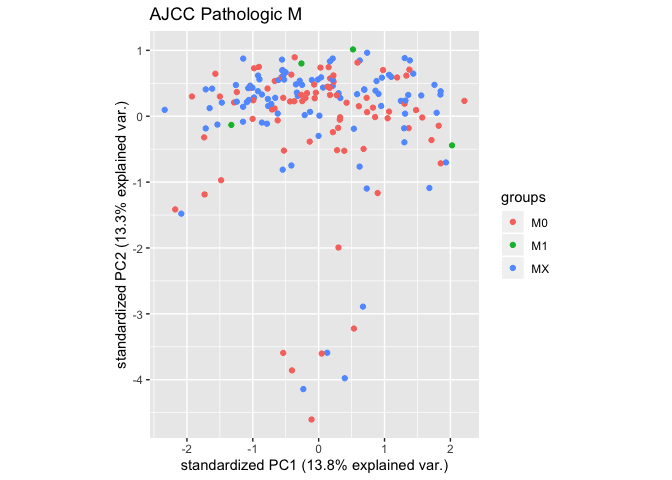 AJCC Pathologic M
1
0
-1
-2
-3
-4
standardized PC2 (13.3% explained var.)
-2
-1
0
1
2
standardized PC1 (13.8% explained var.)
groups
M0
M1
MX